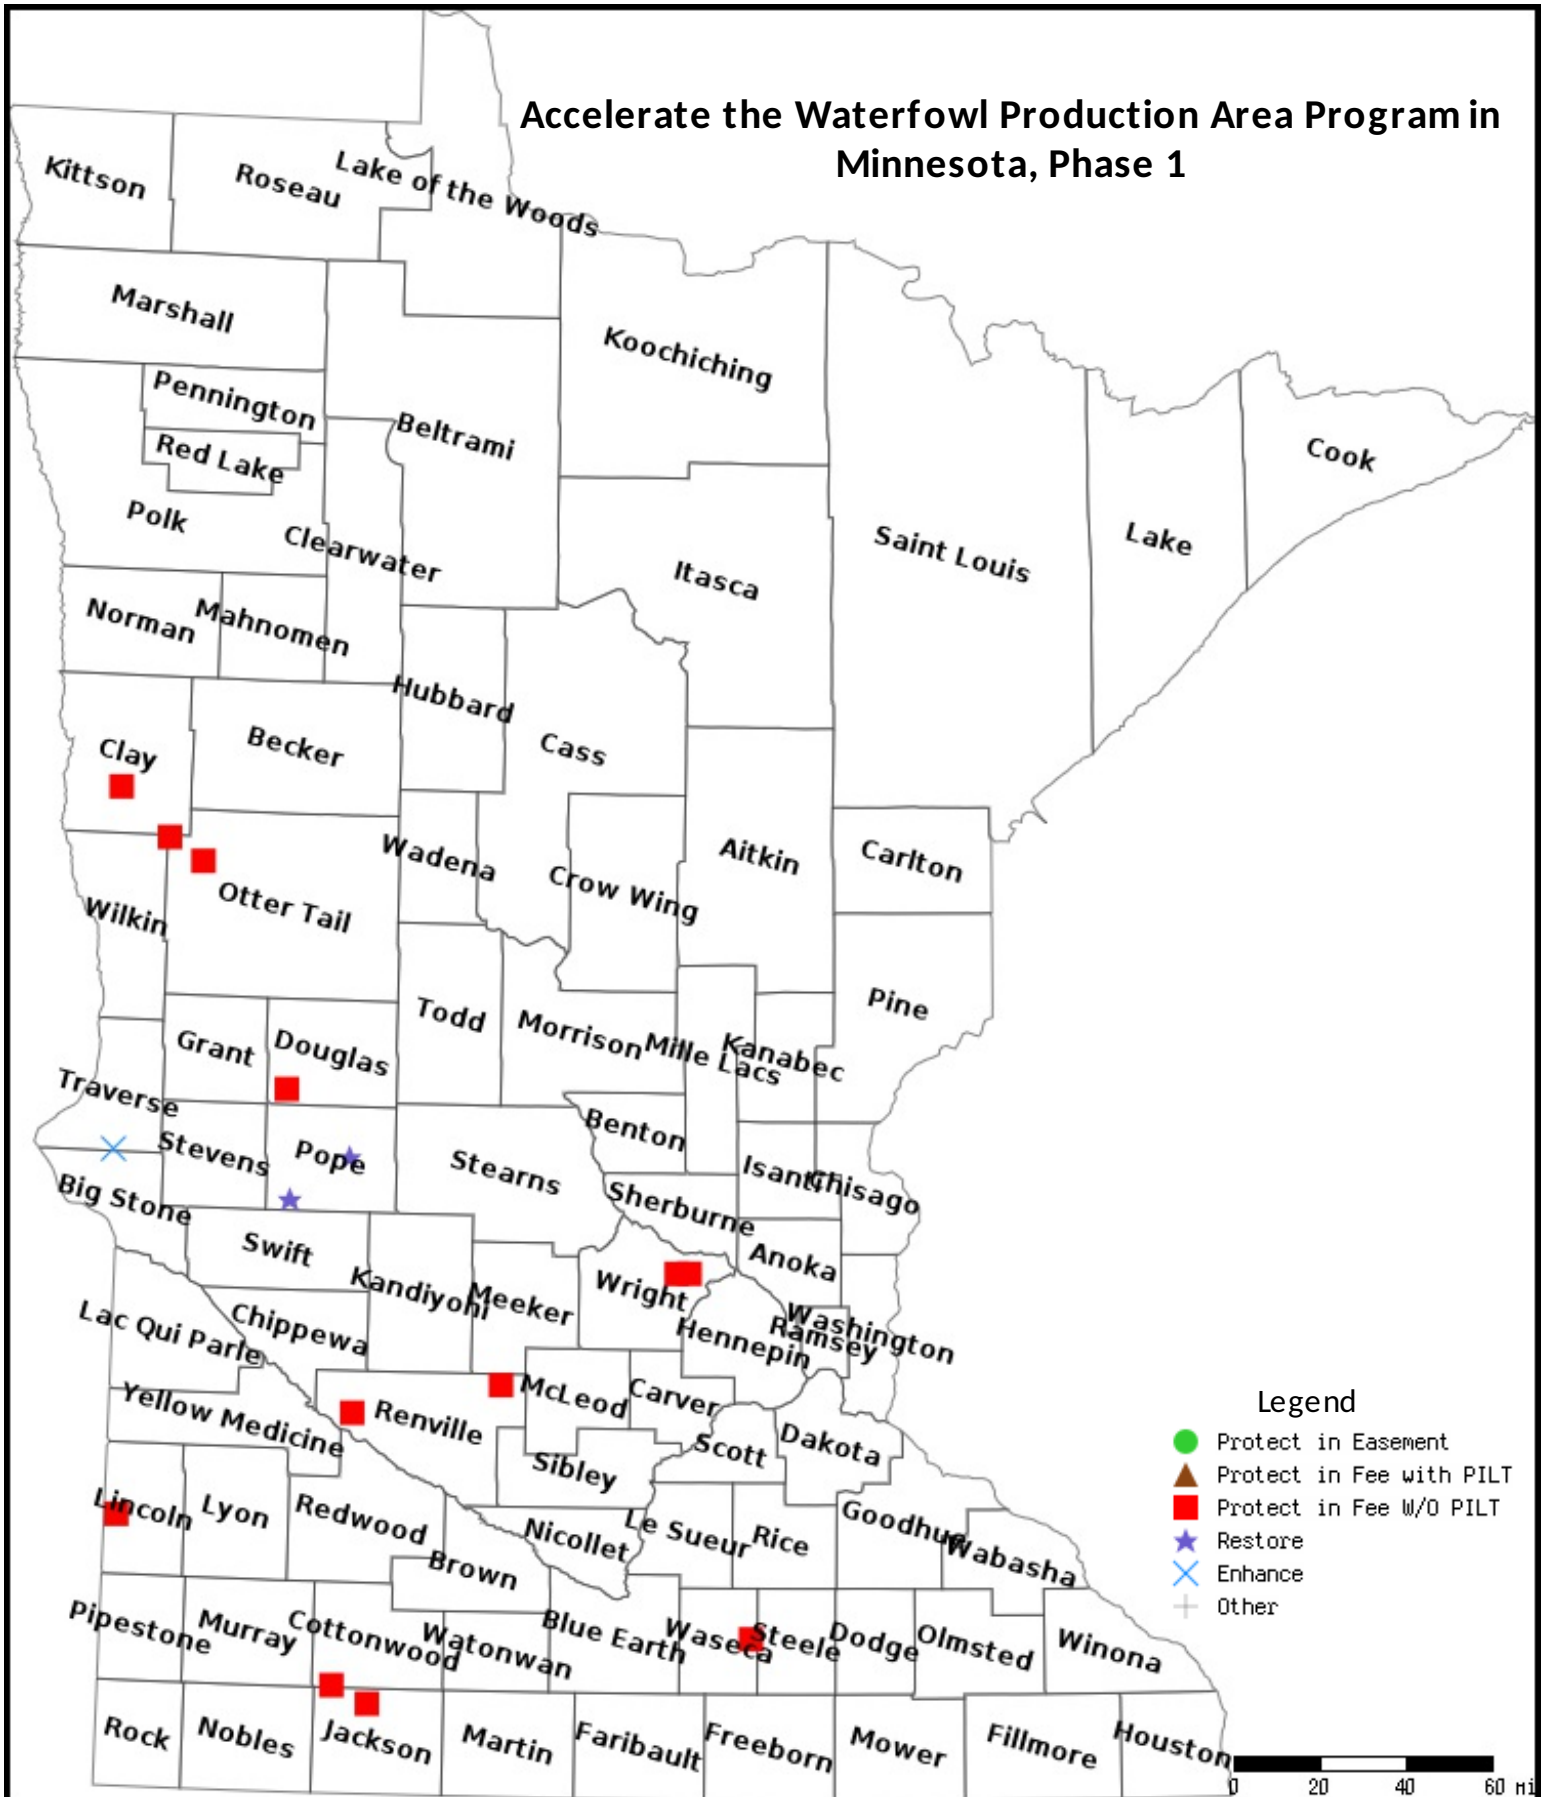 Accelerate the Waterfowl Production Area Program in
Minnesota, Phase 1
Kittson
Roseau
Lake of the Woods
Marshall
Koochiching
Pennington
Beltrami
Red Lake
Cook
Polk
Clearwater
Saint Louis
Lake
Itasca
Norman
Mahnomen
Hubbard
Clay
Becker
Cass
Wadena
Aitkin
Carlton
Crow Wing
Otter Tail
Wilkin
Todd
Morrison
Mille Lacs
Kanabec
Pine
Grant
Douglas
Traverse
Stevens
Pope
Stearns
Benton
Isanti
Chisago
Big Stone
Sherburne
Swift
Anoka
Kandiyohi
Meeker
Wright
Lac Qui Parle
Chippewa
Hennepin
Ramsey
Washington
Yellow Medicine
Renville
McLeod
Carver
Scott
Dakota
Sibley
Lincoln
Lyon
Redwood
Nicollet
Le Sueur
Rice
Goodhue
Wabasha
Brown
Pipestone
Murray
Cottonwood
Watonwan
Blue Earth
Waseca
Steele
Dodge
Olmsted
Winona
Rock
Nobles
Jackson
Martin
Faribault
Freeborn
Mower
Fillmore
Houston
Legend
Protect in Easement
Protect in Fee with PILT
Protect in Fee W/O PILT
Restore
Enhance
Other
0 20 40 60 mi